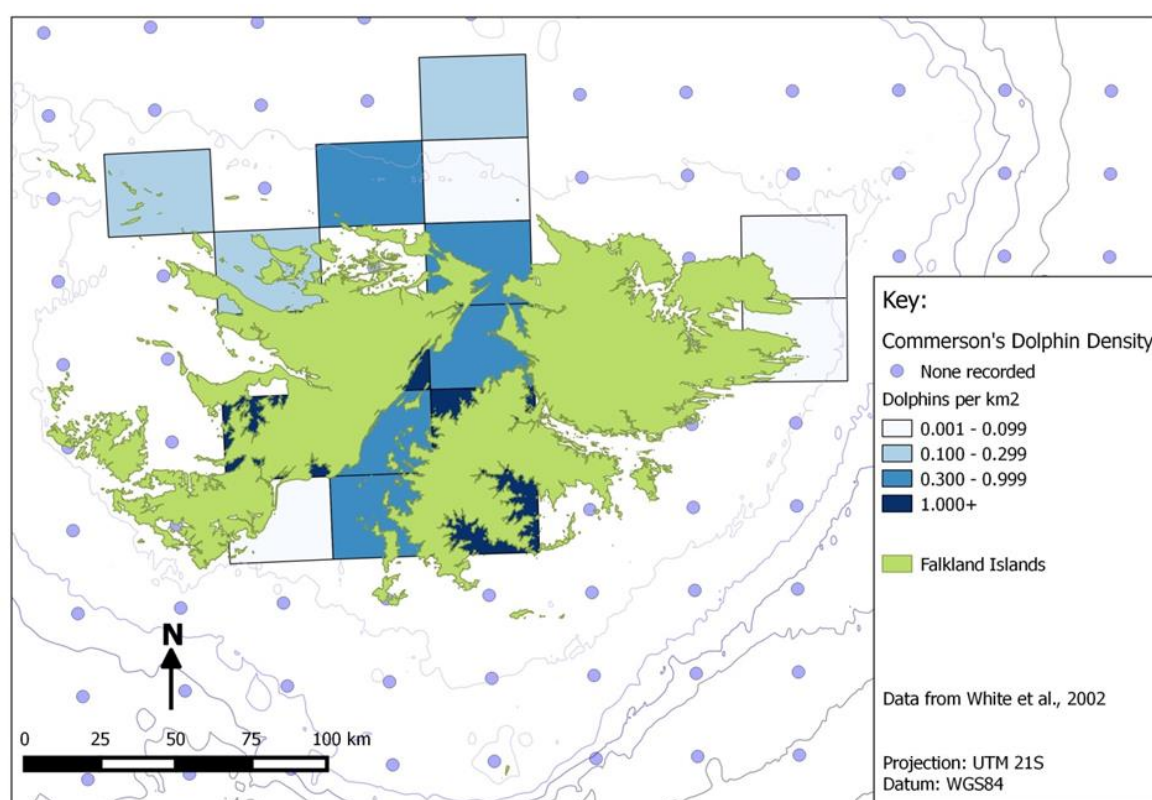 Key:
Commerson's Dolphin Density
None recorded
Dolphins per km2
0.001 - 0.099
0.100 - 0.299
0.300 - 0.999
1.000+
Falkland Islands
Data from White et al., 2002
Projection: UTM 21S
Datum: WGS84
N
0 25 50 75 100 km